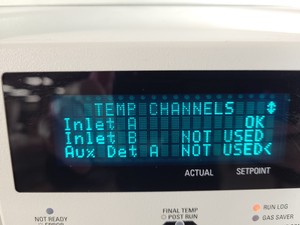 TEMP CHANNELS
Inlet A OK
Inlet B NOT USED
Aux Det A NOT USED<
ACTUAL SETPOINT
NOT READY FINAL TEMP RUN LOG
ERROR POST RUN GAS SAVER